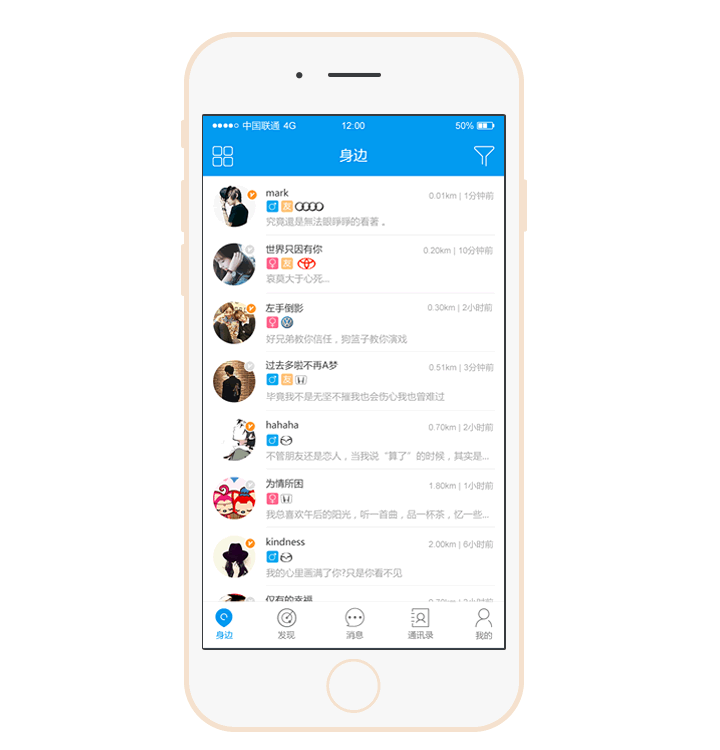 中国联通 4G 12:00 50%
身边
mark 0.01km | 1分钟前
友
究竟還是無法眼睜睜的看著 。
世界只因有你 0.20km | 10分钟前
友
哀莫大于心死...
左手倒影 0.30km | 2小时前
好兄弟教你信任，狗篮子教你演戏
过去多啦不再A梦 0.51km | 3分钟前
友
毕竟我不是无坚不摧我也会伤心我也曾难过
hahaha 0.70km | 2小时前
不管朋友还是恋人，当我说“算了”的时候，其实是...
为情所困 1.80km | 1小时前
我总喜欢午后的阳光，听一首曲，品一杯茶，忆一些...
kindness 2.00km | 6小时前
我的心里画满了你?只是你看不见
仅有的幸福
身边 发现 消息 通讯录 我的